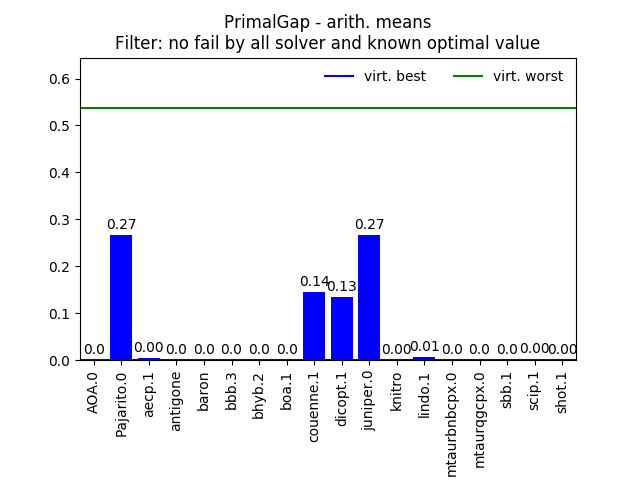 PrimalGap - arith. means
Filter: no fail by all solver and known optimal value
virt. best
virt. worst
0.6
0.5
0.4
0.3
0.2
0.1
0.0
0.0
0.27
0.00
0.0
0.0
0.0
0.0
0.0
0.14
0.13
0.27
0.00
0.01
0.0
0.0
0.0
0.00
0.00
AOA.0
Pajarito.0
aecp.1
antigone
baron
bbb.3
bhyb.2
boa.1
couenne.1
dicopt.1
juniper.0
knitro
lindo.1
mtaurbnbcpx.0
mtaurqgcpx.0
sbb.1
scip.1
shot.1